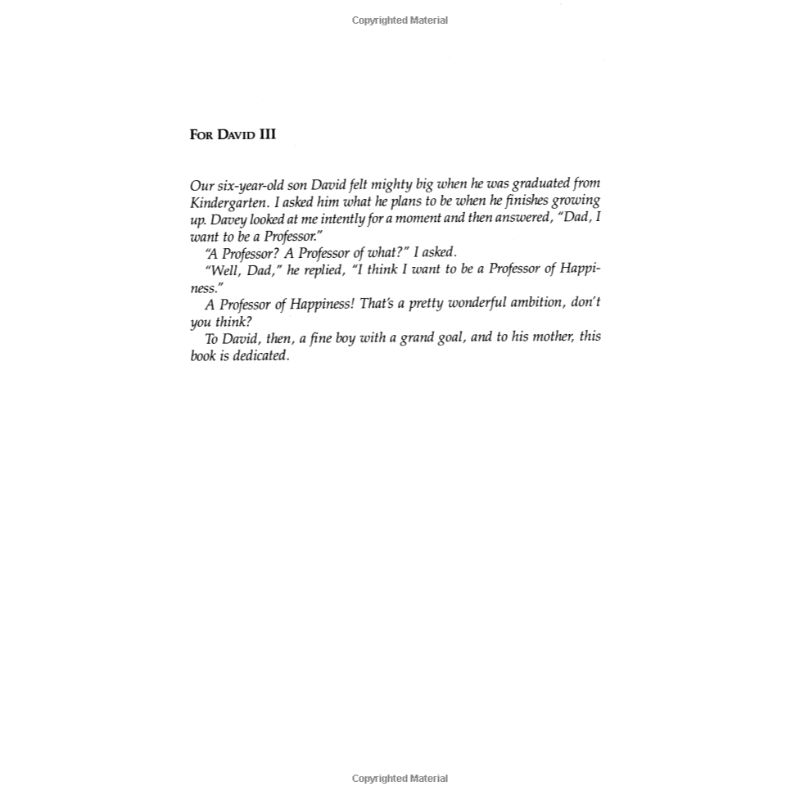 Copyrighted Material
FOR DAVID III
Our six-year-old son David felt mighty big when he was graduated from
Kindergarten. I asked him what he plans to be when he finishes growing
up. Davey looked at me intently for a moment and then answered, “Dad, I
want to be a Professor.”
“A Professor? A Professor of what?” I asked.
“Well, Dad,” he replied, “I think I want to be a Professor of Happi-
ness.”
A Professor of Happiness! That’s a pretty wonderful ambition, don’t
you think?
To David, then, a fine boy with a grand goal, and to his mother, this
book is dedicated.
Copyrighted Material